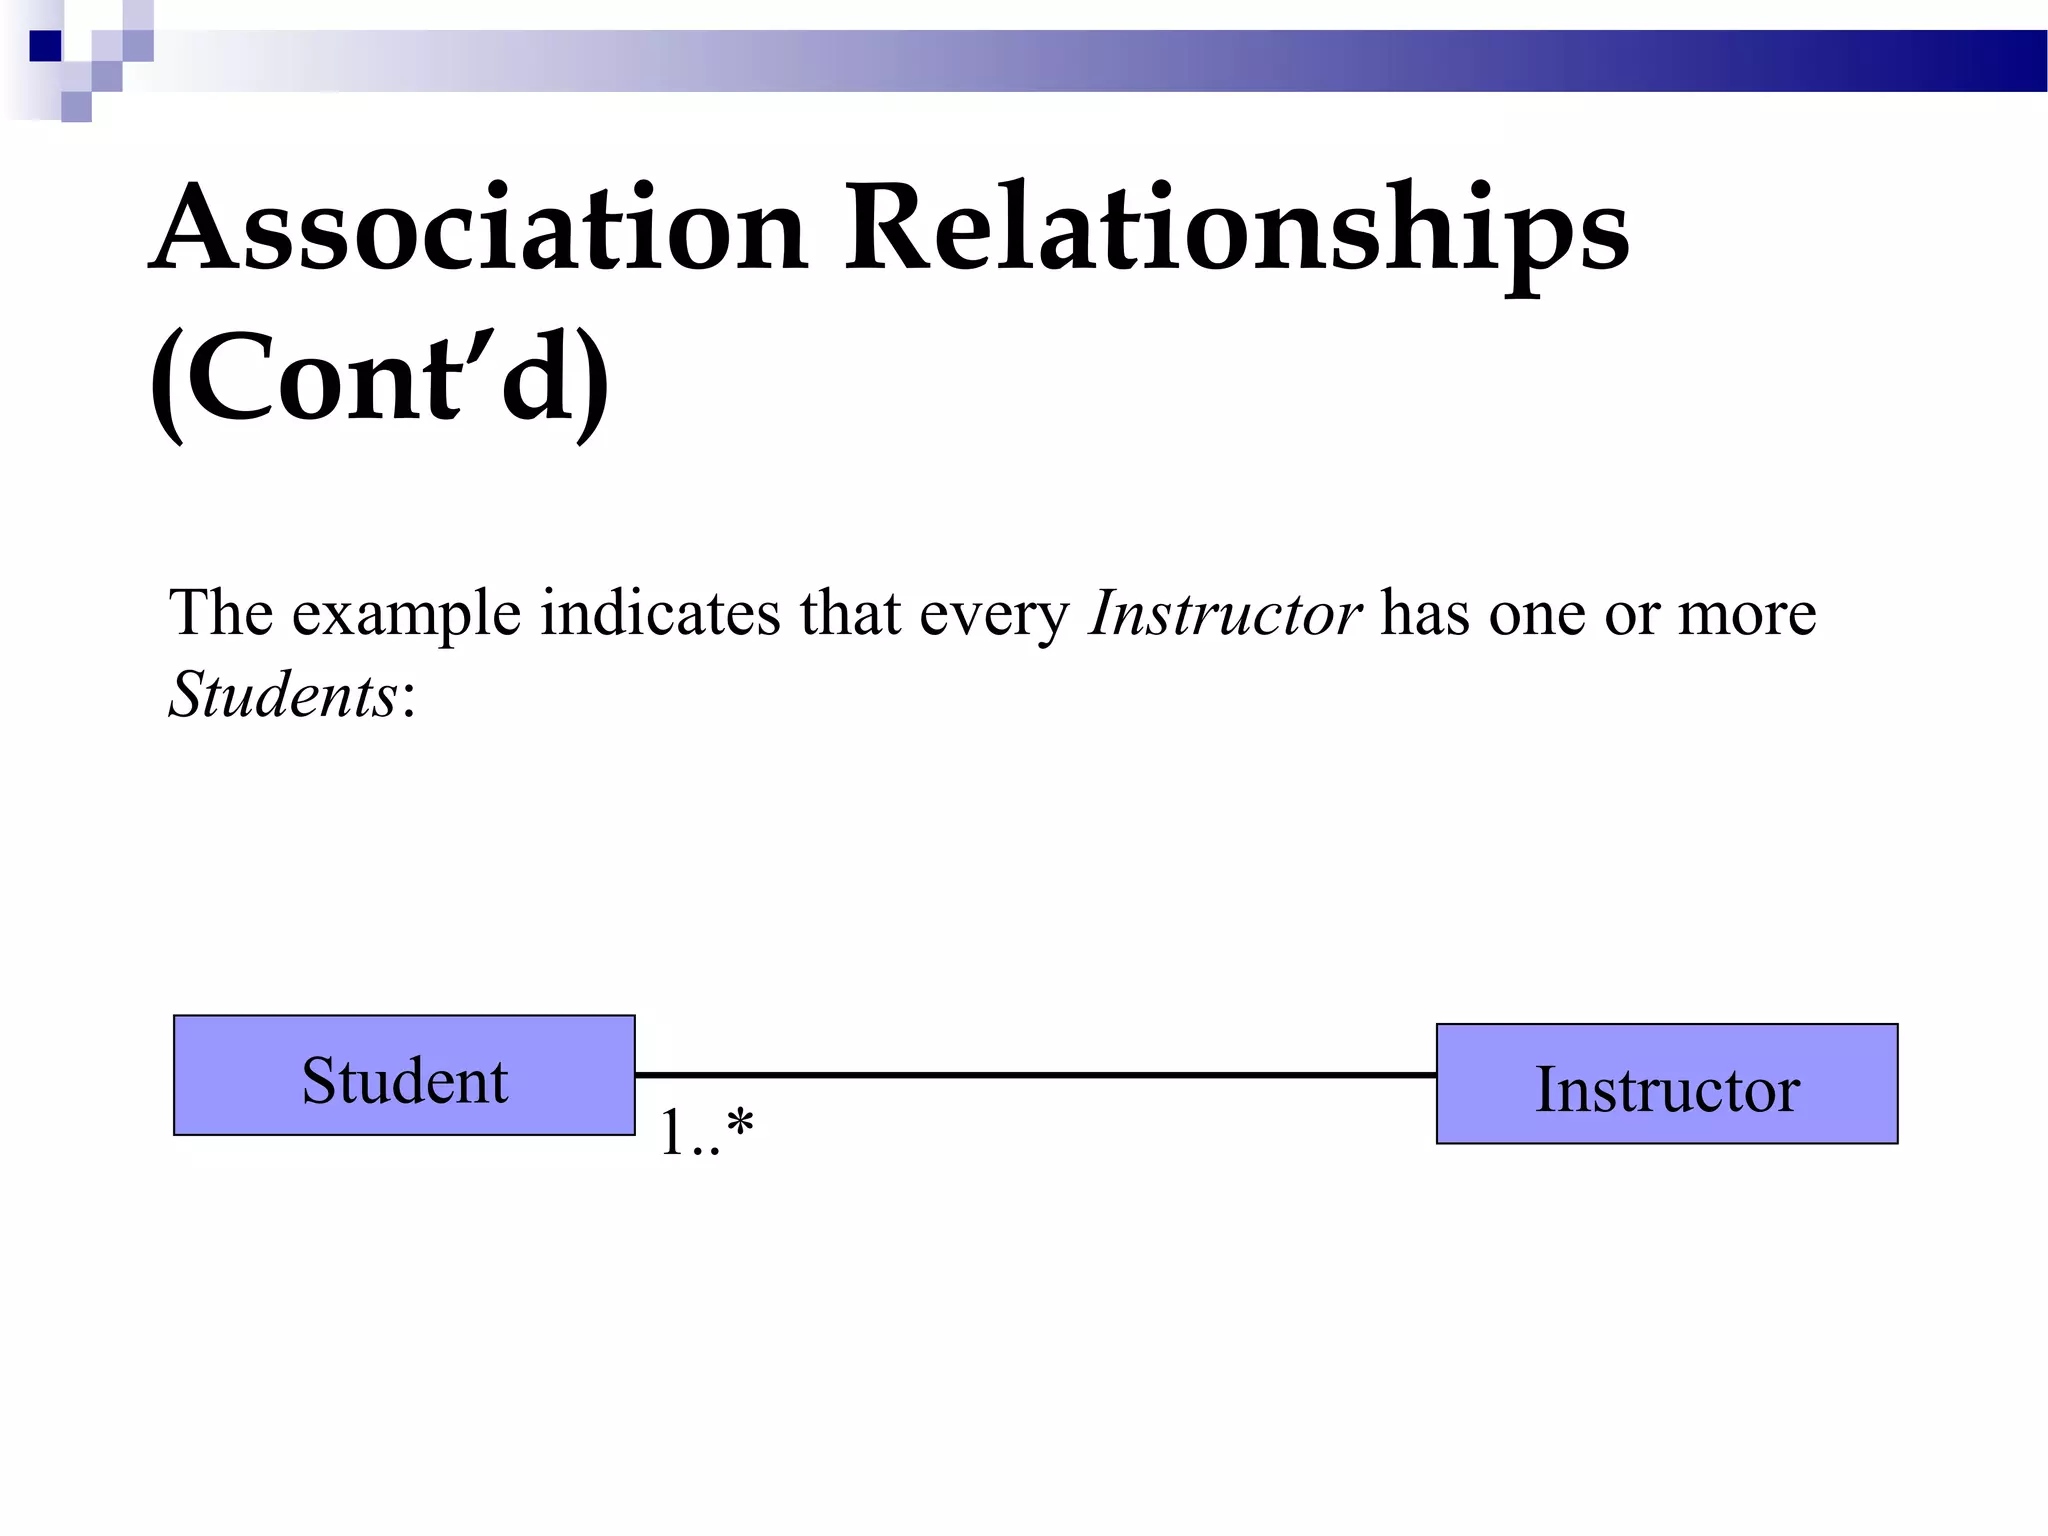 Association Relationships
(Cont’d)
The example indicates that every Instructor has one or more
Students:
Student
Instructor
1..*